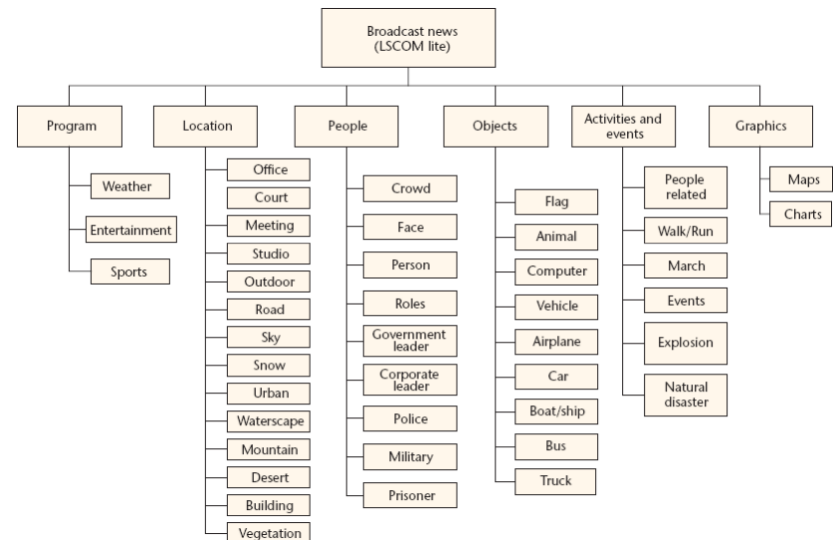 Broadcast news
(LSCOM lite)
Program
Location
People
Objects
Activities and
events
Graphics
Weather
Entertainment
Sports
Office
Court
Meeting
Studio
Outdoor
Road
Sky
Snow
Urban
Waterscape
Mountain
Desert
Building
Vegetation
Crowd
Face
Person
Roles
Government
leader
Corporate
leader
Police
Military
Prisoner
Flag
Animal
Computer
Vehicle
Airplane
Car
Boat/ship
Bus
Truck
People
related
Walk/Run
March
Events
Explosion
Natural
disaster
Maps
Charts